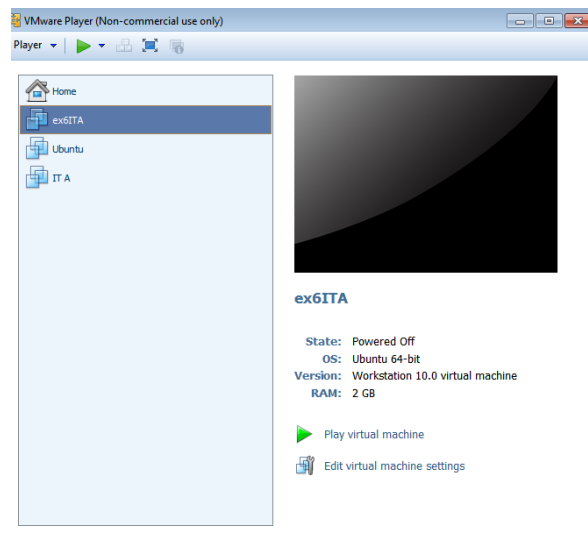 VMware Player (Non-commercial use only)
Player
Home
ex6ITA
Ubuntu
IT A
ex6ITA
State: Powered Off
OS: Ubuntu 64-bit
Version: Workstation 10.0 virtual machine
RAM: 2 GB
Play virtual machine
Edit virtual machine settings